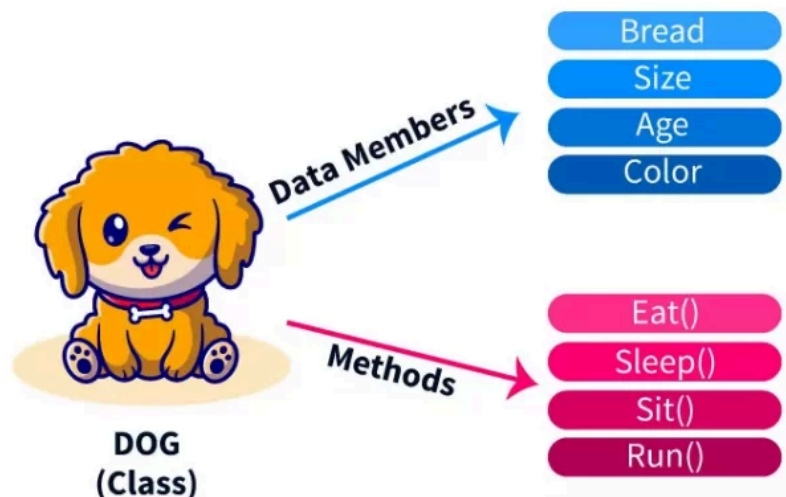 Data Members
Bread
Size
Age
Color
Methods
Eat()
Sleep()
Sit()
Run()
DOG
(Class)